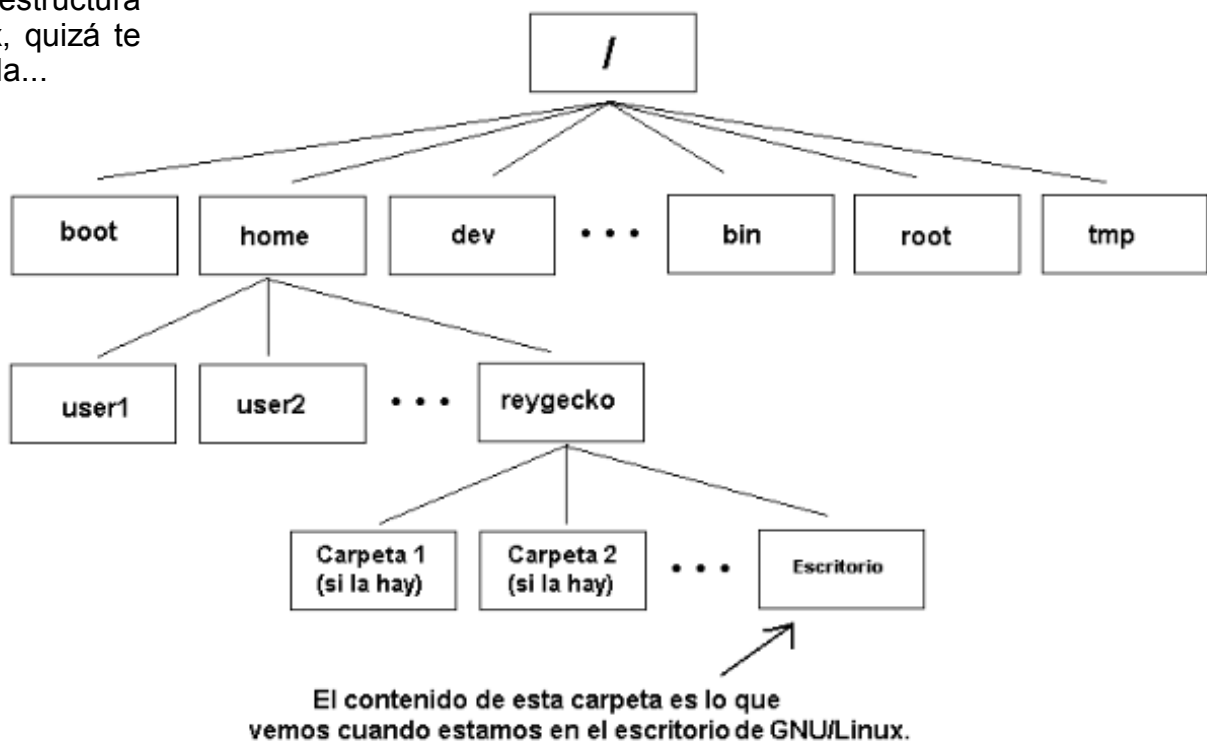 estructura
, quizá te
la...
/
boot home dev • • • bin root tmp
user1 user2 • • • reygecko
Carpeta 1
(si la hay)
Carpeta 2
(si la hay)
• • •
Escritorio
El contenido de esta carpeta es lo que
vemos cuando estamos en el escritorio de GNU/Linux.